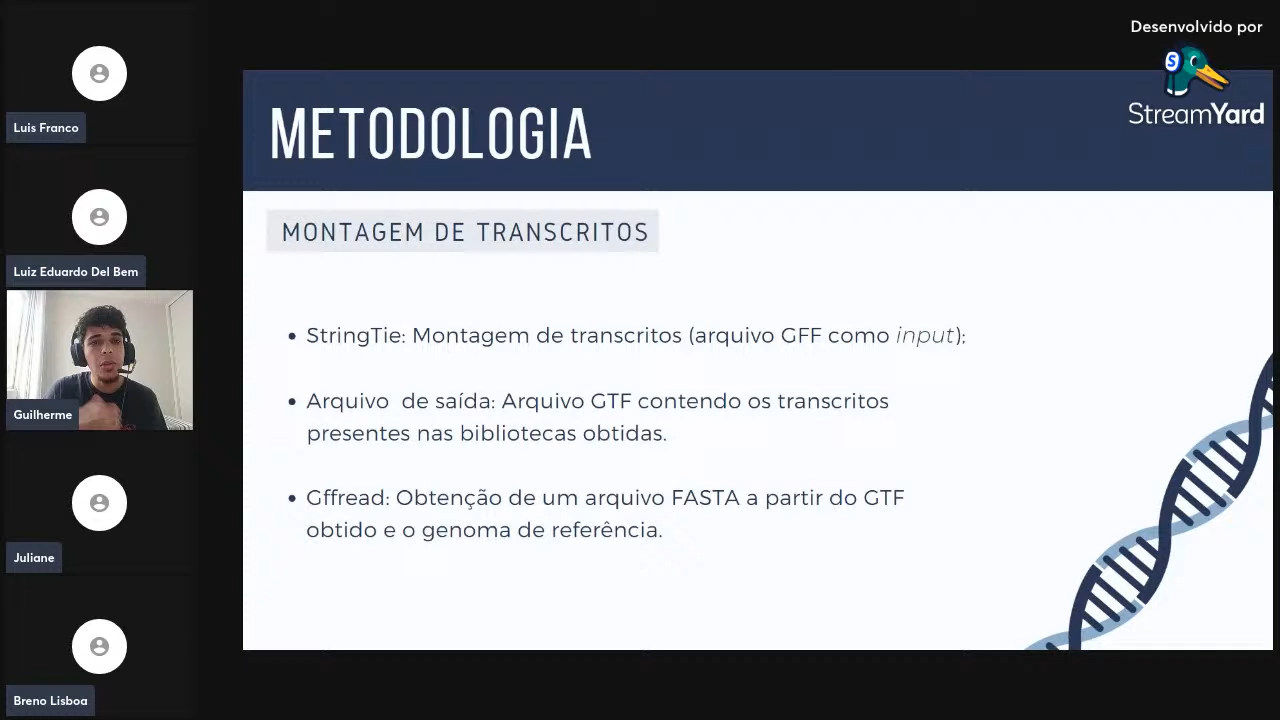 Desenvolvido por
StreamYard
METODOLOGIA
MONTAGEM DE TRANSCRITOS
• StringTie: Montagem de transcritos (arquivo GFF como input);
• Arquivo de saída: Arquivo GTF contendo os transcritos
presentes nas bibliotecas obtidas.
• Gffread: Obtenção de um arquivo FASTA a partir do GTF
obtido e o genoma de referência.
Luis Franco
Luiz Eduardo Del Bem
Guilherme
Juliane
Breno Lisboa